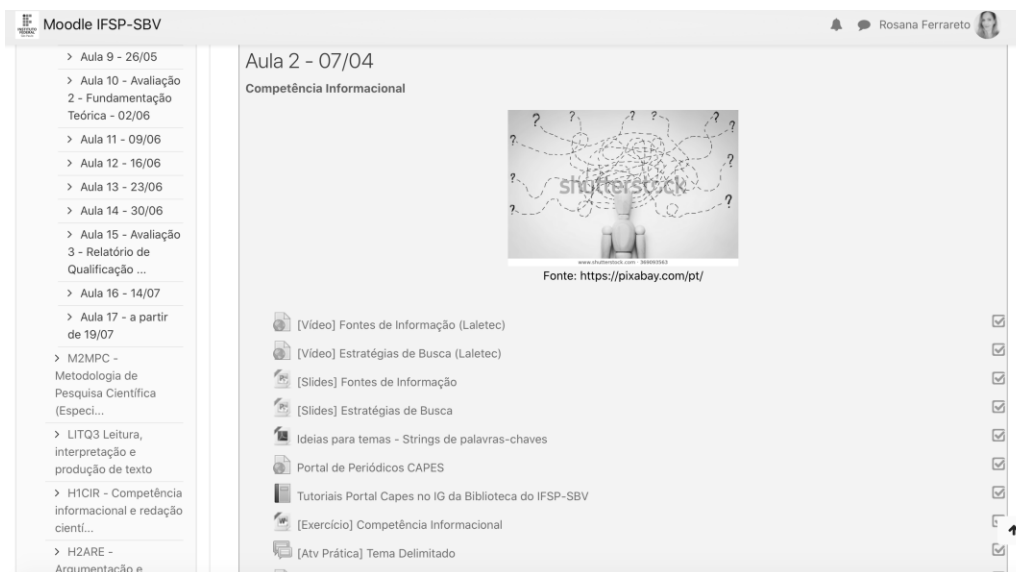 Moodle IFSP-SBV
Rosana Ferrareto
> Aula 9 - 26/05
> Aula 10 - Avaliação
2 - Fundamentação
Teórica - 02/06
> Aula 11 - 09/06
> Aula 12 - 16/06
> Aula 13 - 23/06
> Aula 14 - 30/06
> Aula 15 - Avaliação
3 - Relatório de
Qualificação ...
> Aula 16 - 14/07
> Aula 17 - a partir
de 19/07
> M2MPC -
Metodologia de
Pesquisa Científica
(Especi...
> LITQ3 Leitura,
interpretação e
produção de texto
> H1CIR - Competência
informacional e redação
cientí...
> H2ARE -
Argumentação e
Aula 2 - 07/04
Competência Informacional
shutterstock
www.shutterstock.com
Fonte: https://pixabay.com/pt/
[Vídeo] Fontes de Informação (Laletec)
[Vídeo] Estratégias de Busca (Laletec)
[Slides] Fontes de Informação
[Slides] Estratégias de Busca
Ideias para temas - Strings de palavras-chaves
Portal de Periódicos CAPES
Tutoriais Portal Capes no IG da Biblioteca do IFSP-SBV
[Exercício] Competência Informacional
[Atv Prática] Tema Delimitado